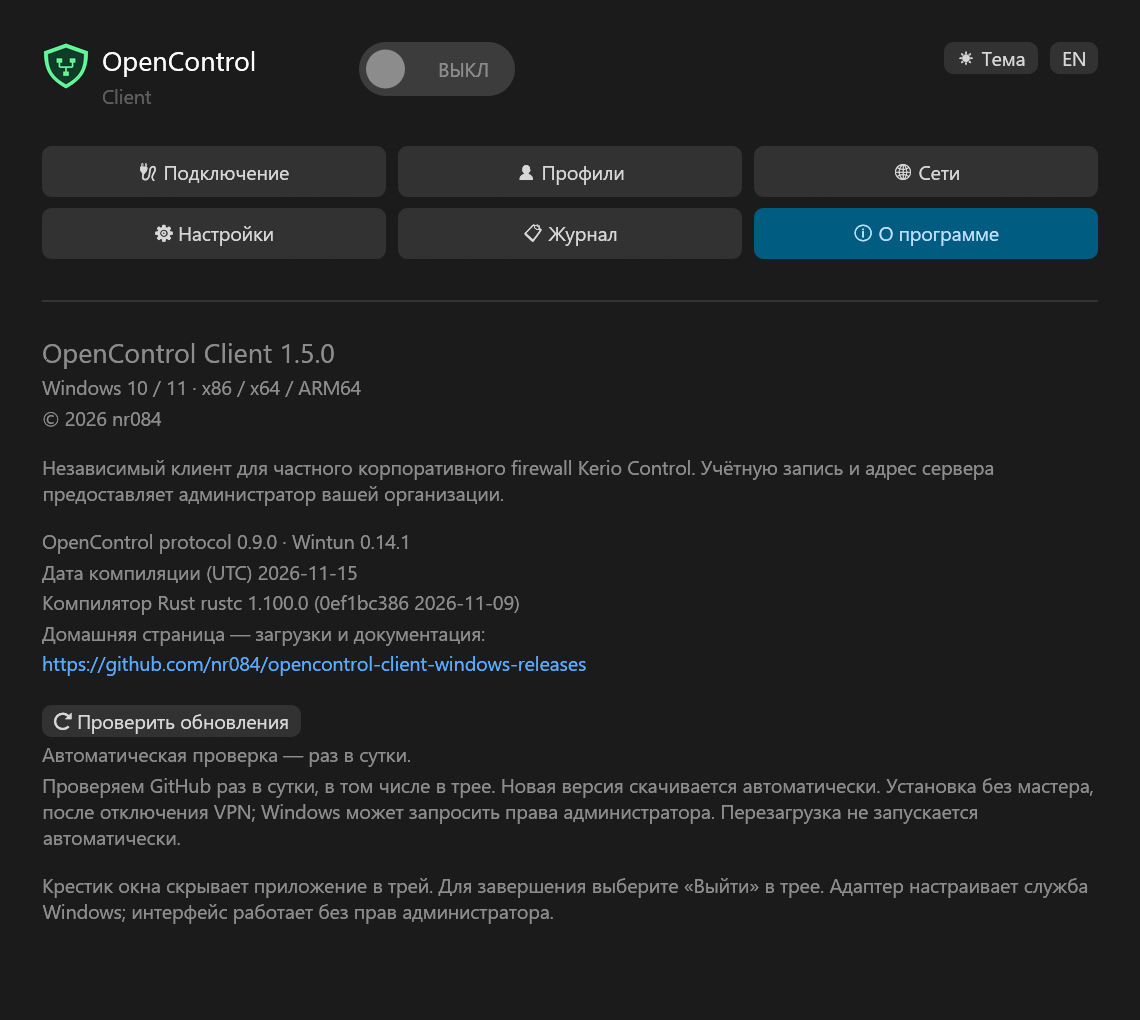 OpenControl
Client
ВЫКЛ
Тема
EN
Подключение
Профили
Сети
Настройки
Журнал
О программе
OpenControl Client 1.5.0
Windows 10 / 11 · x86 / x64 / ARM64
© 2026 nr084
Независимый клиент для частного корпоративного firewall Kerio Control. Учётную запись и адрес сервера
предоставляет администратор вашей организации.
OpenControl protocol 0.9.0 · Wintun 0.14.1
Дата компиляции (UTC) 2026-11-15
Компилятор Rust rustc 1.100.0 (0ef1bc386 2026-11-09)
Домашняя страница — загрузки и документация:
https://github.com/nr084/opencontrol-client-windows-releases
Проверить обновления
Автоматическая проверка — раз в сутки.
Проверяем GitHub раз в сутки, в том числе в трее. Новая версия скачивается автоматически. Установка без мастера,
после отключения VPN; Windows может запросить права администратора. Перезагрузка не запускается
автоматически.
Крестик окна скрывает приложение в трей. Для завершения выберите «Выйти» в трее. Адаптер настраивает служба
Windows; интерфейс работает без прав администратора.